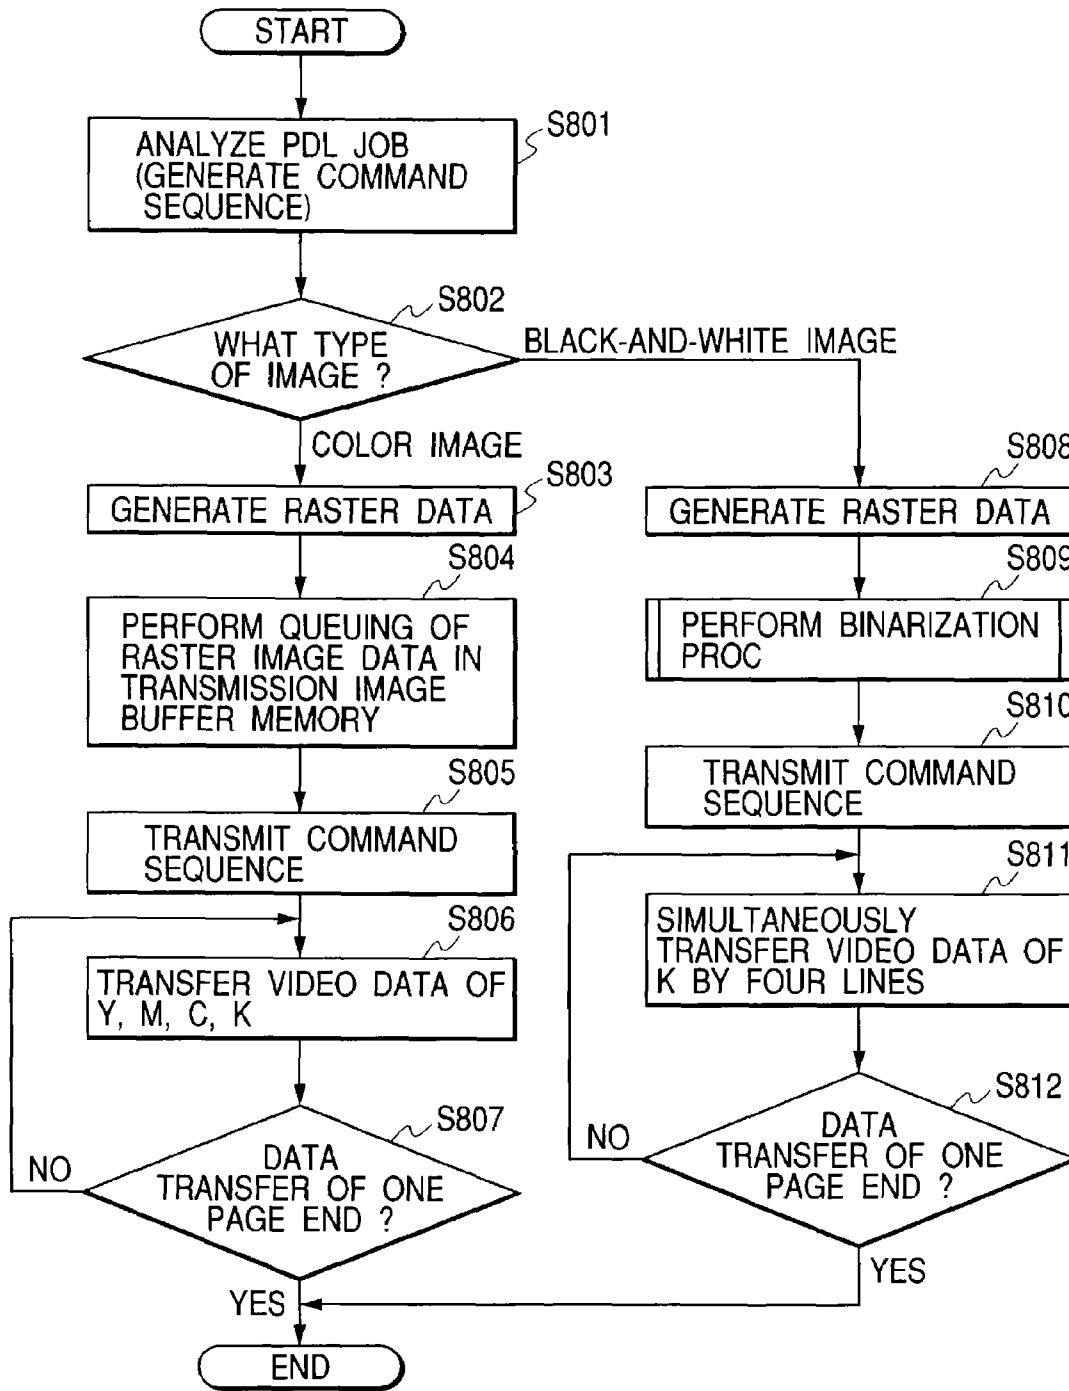 START
S801
ANALYZE PDL JOB
(GENERATE COMMAND
SEQUENCE)
S802
WHAT TYPE
OF IMAGE ?
BLACK-AND-WHITE IMAGE
COLOR IMAGE
S803
GENERATE RASTER DATA
S804
PERFORM QUEUING OF
RASTER IMAGE DATA IN
TRANSMISSION IMAGE
BUFFER MEMORY
S805
TRANSMIT COMMAND
SEQUENCE
S806
TRANSFER VIDEO DATA OF
Y, M, C, K
S807
DATA
TRANSFER OF ONE
PAGE END ?
NO
YES
S808
GENERATE RASTER DATA
S809
PERFORM BINARIZATION
PROC
S810
TRANSMIT COMMAND
SEQUENCE
S811
SIMULTANEOUSLY
TRANSFER VIDEO DATA OF
K BY FOUR LINES
S812
DATA
TRANSFER OF ONE
PAGE END ?
NO
YES
END